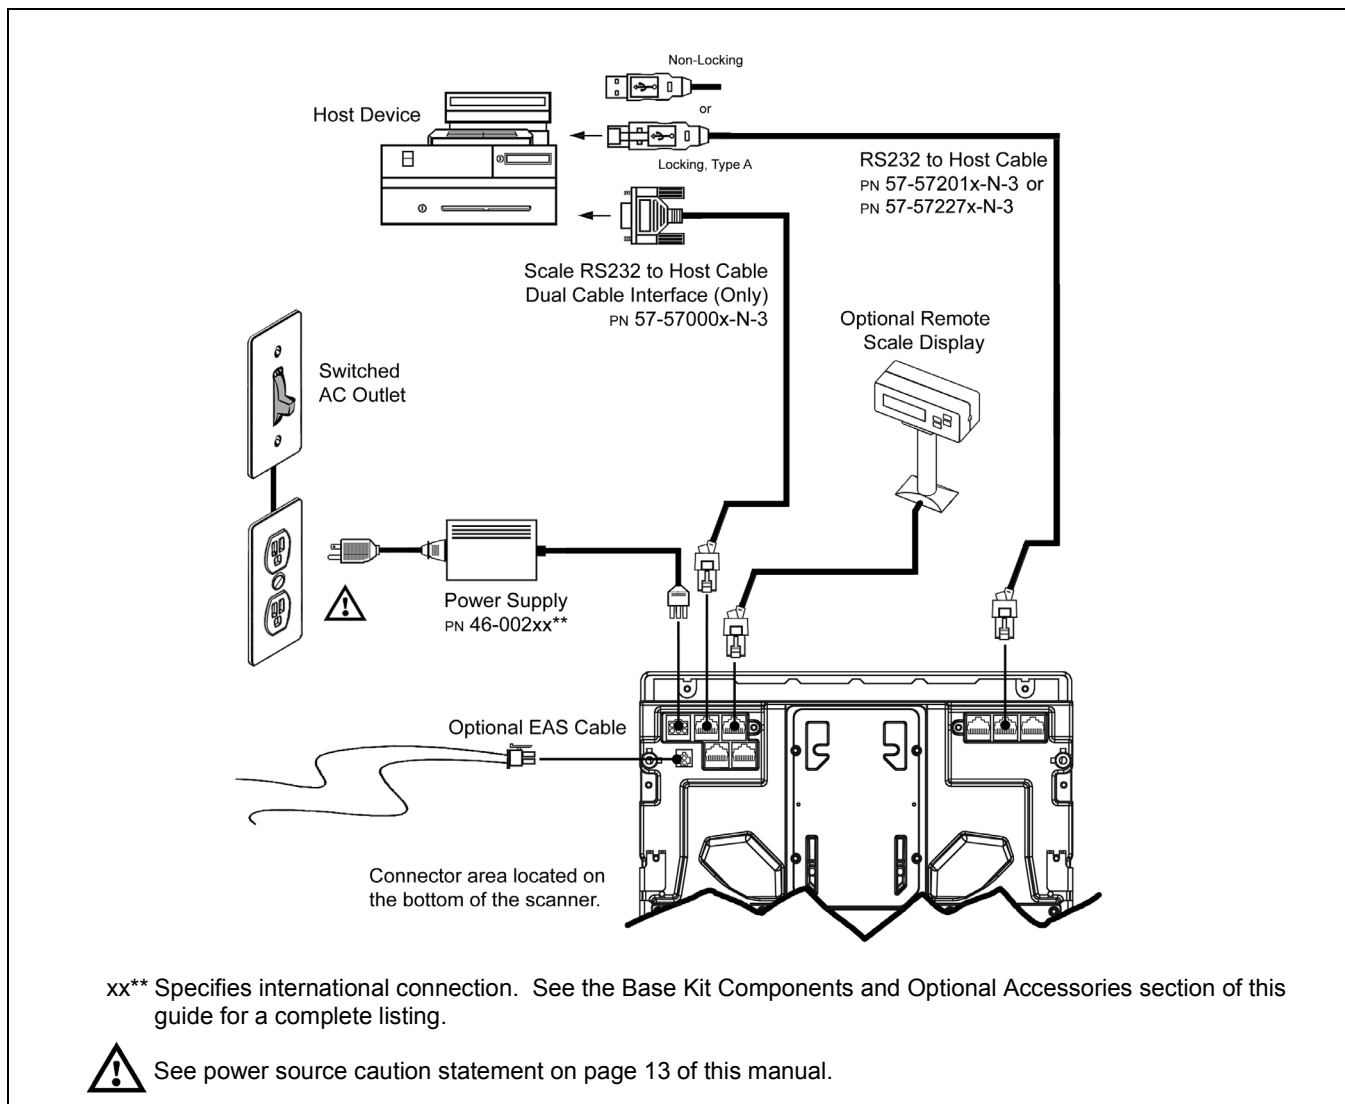 Non-Locking
or
Host Device
Locking, Type A
RS232 to Host Cable
PN 57-57201x-N-3 or
PN 57-57227x-N-3
Scale RS232 to Host Cable
Dual Cable Interface (Only)
PN 57-57000x-N-3
Optional Remote
Scale Display
Switched
AC Outlet
Power Supply
PN 46-002xx**
Optional EAS Cable
Connector area located on
the bottom of the scanner.
xx** Specifies international connection.  See the Base Kit Components and Optional Accessories section of this
guide for a complete listing.
See power source caution statement on page 13 of this manual.